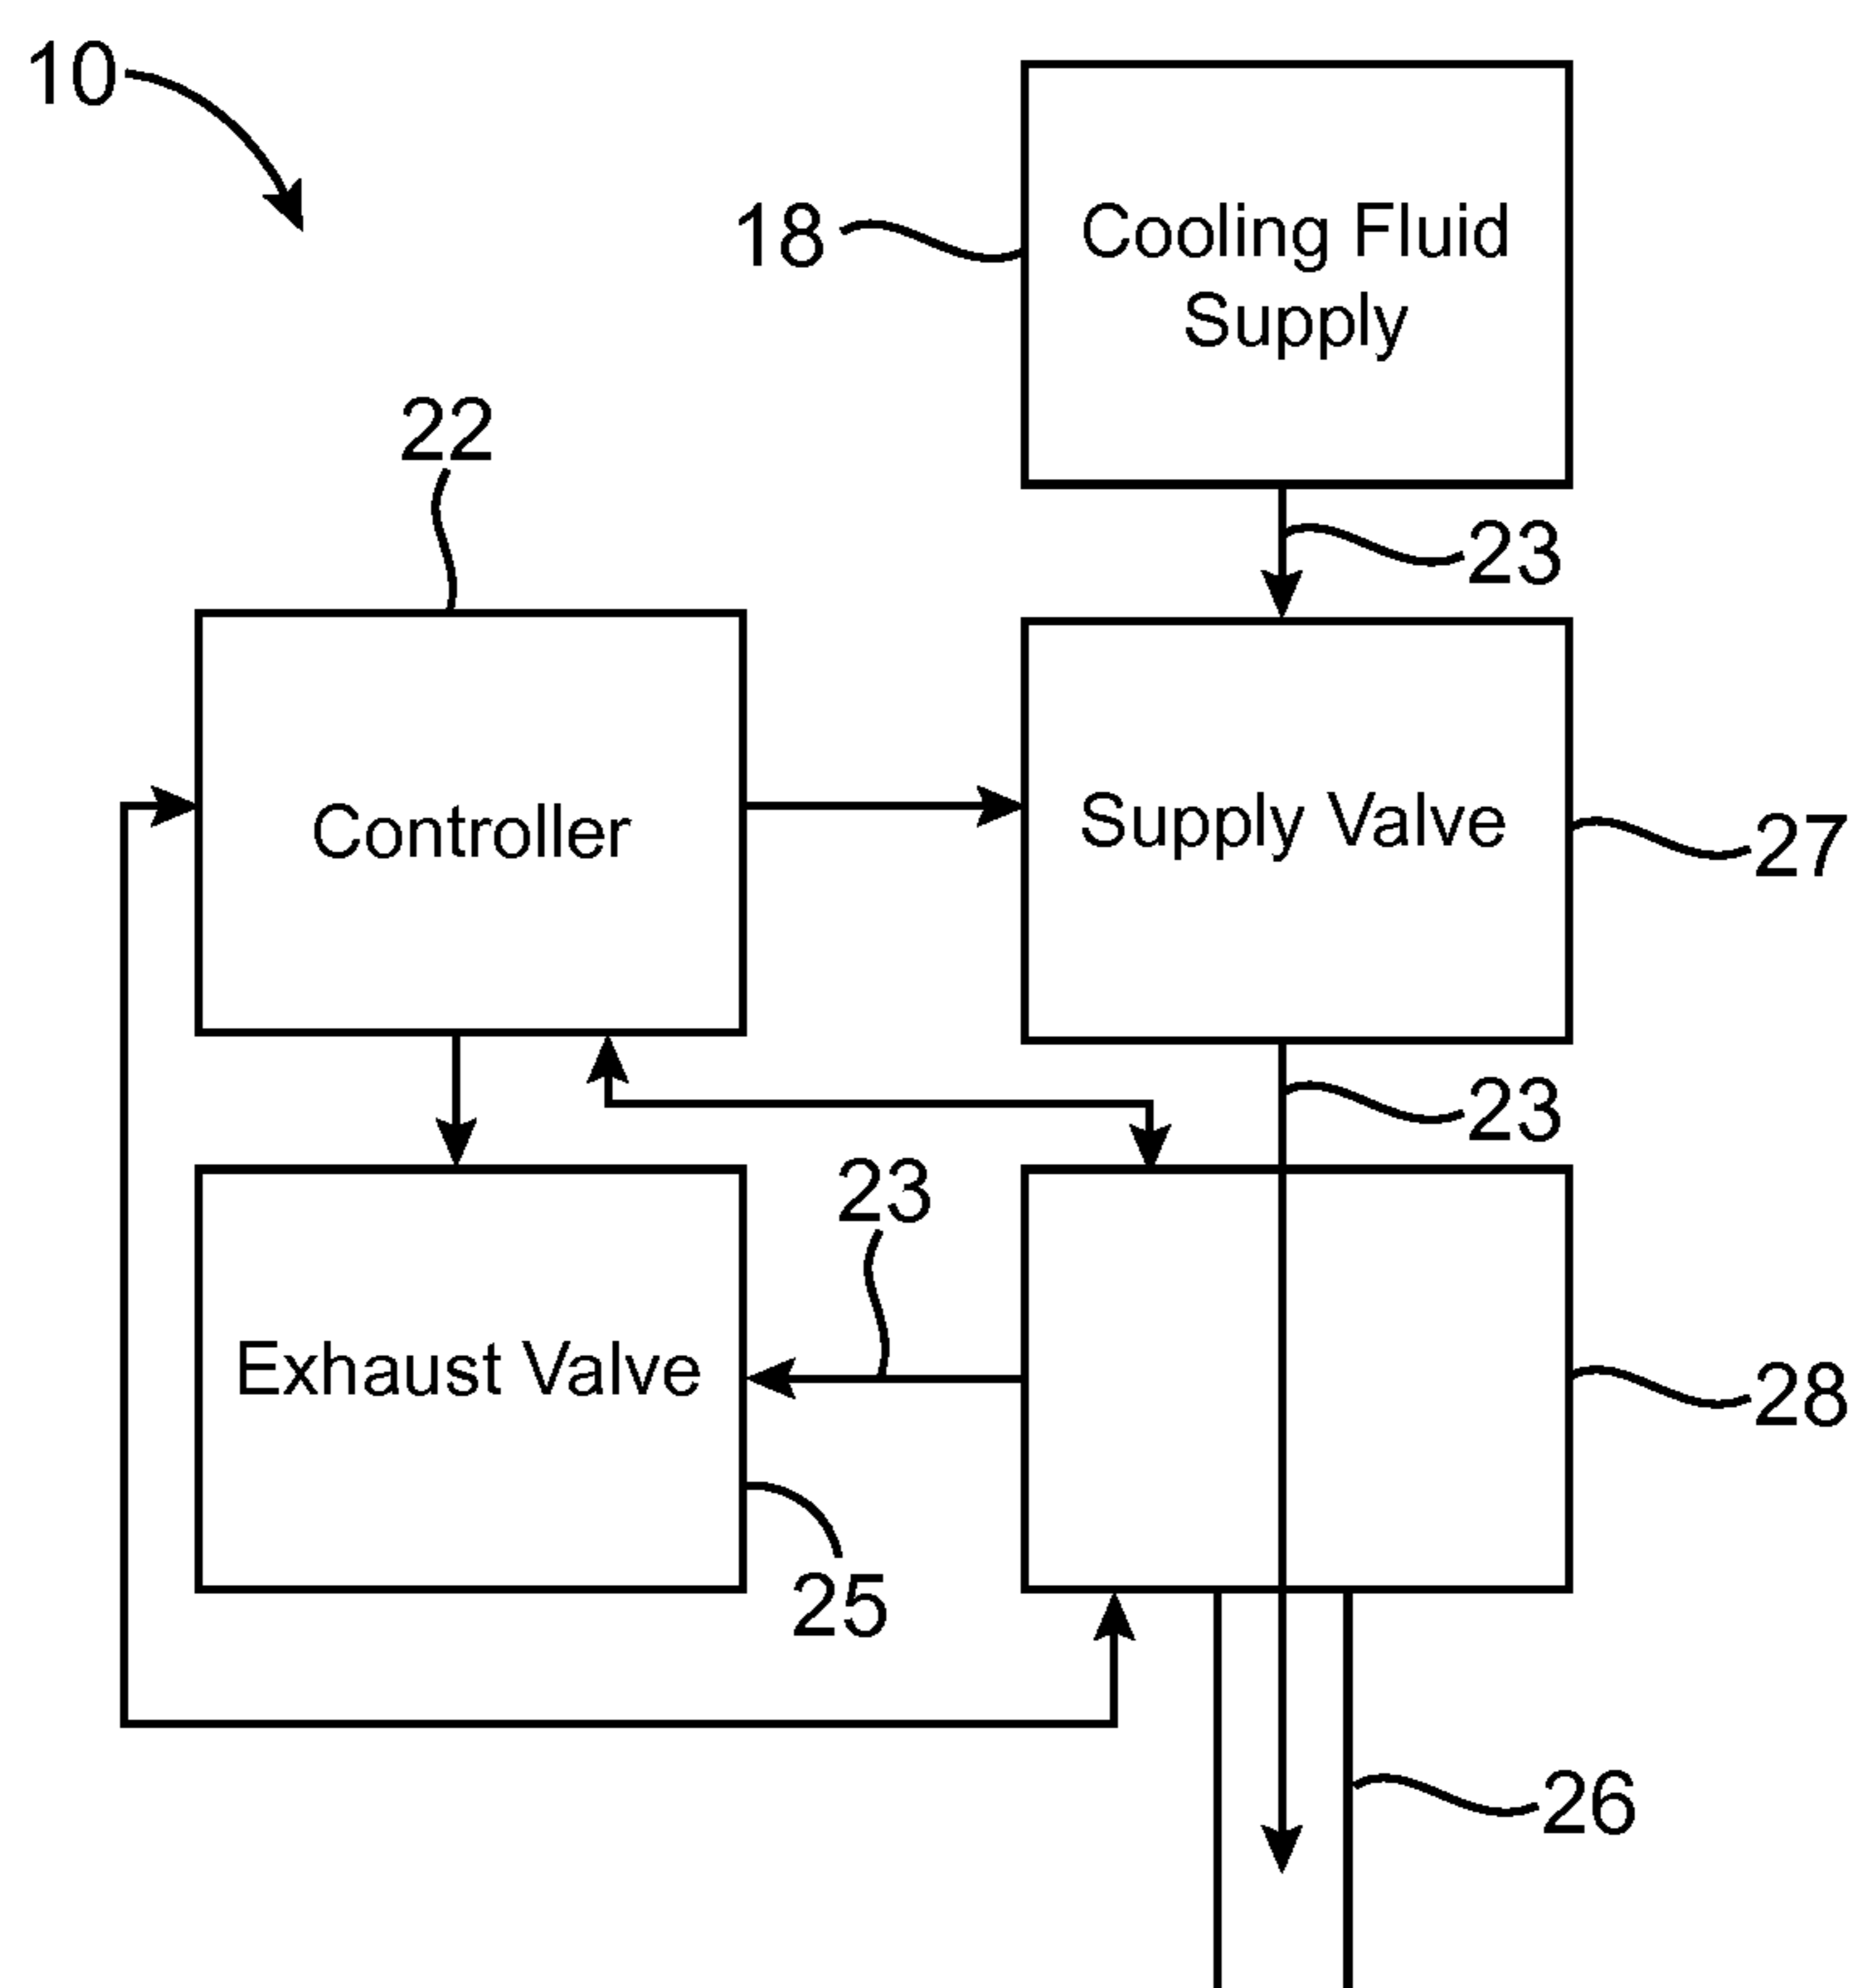 10
18
Cooling Fluid
Supply
22
23
Controller
Supply Valve
27
23
23
Exhaust Valve
28
25
26